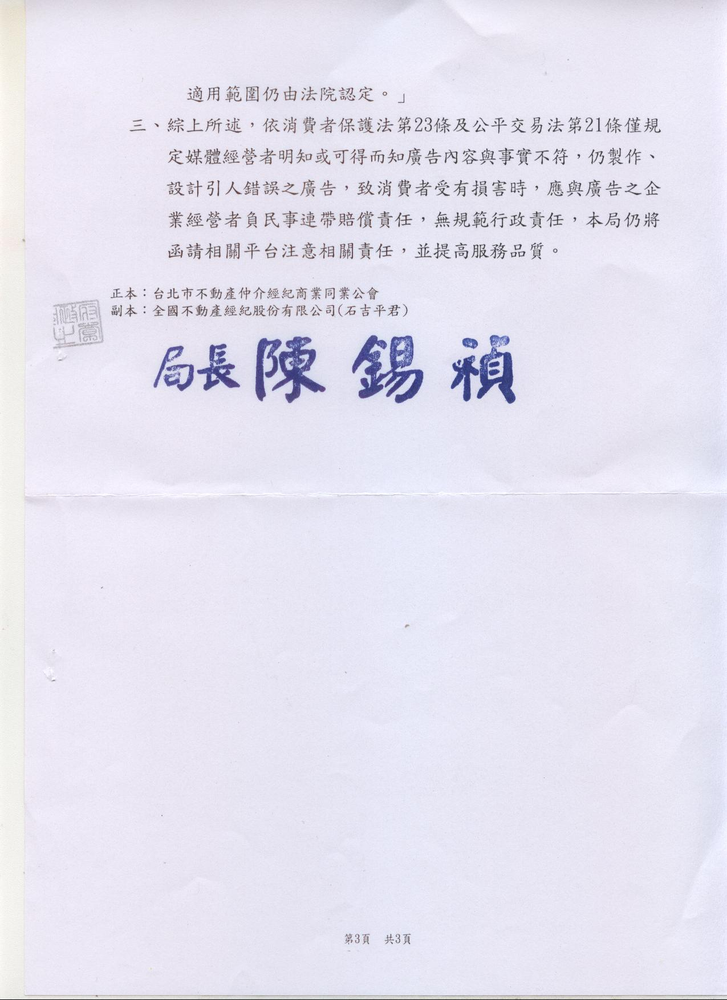 適用範圍仍由法院認定。」
三、綜上所述，依消費者保護法第23條及公平交易法第21條僅規
定媒體經營者明知或可得而知廣告內容與事實不符，仍製作、
設計引人錯誤之廣告，致消費者受有損害時，應與廣告之企
業經營者負民事連帶賠償責任，無規範行政責任，本局仍將
函請相關平台注意相關責任，並提高服務品質。
正本：台北市不動產仲介經紀商業同業公會
副本：全國不動產經紀股份有限公司(石吉平君)
局長陳錫禎
第3頁　共3頁